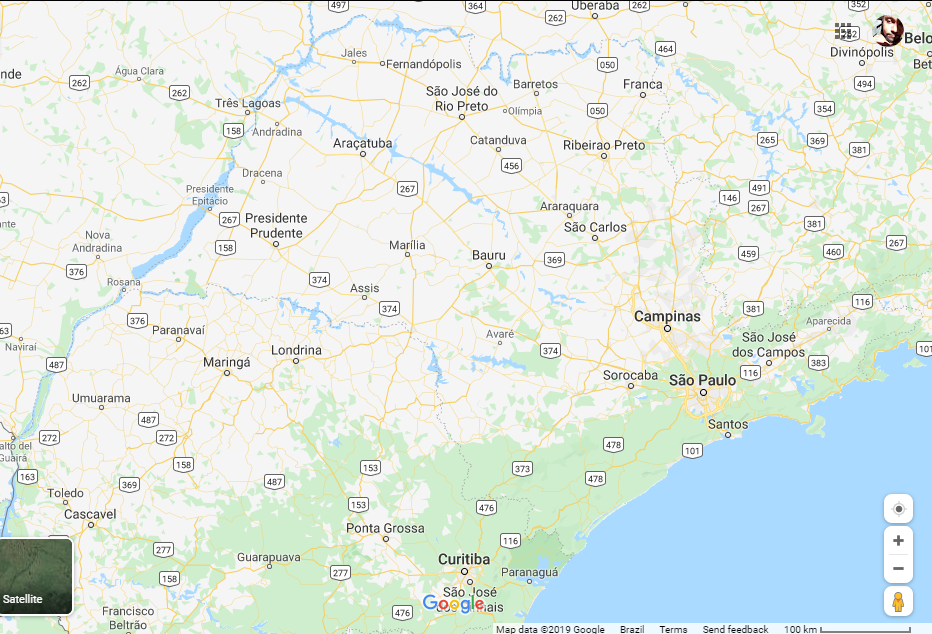 497
364
262
Uberaba
262
352
262
Belo
Divinópolis
Bet
Jales
Fernandópolis
464
050
nde
262
Água Clara
262
São José do
Rio Preto
Barretos
Franca
494
Três Lagoas
Olímpia
050
354
158
Andradina
Araçatuba
Catanduva
Ribeirao Preto
265
369
381
456
Dracena
Presidente
Epitácio
267
491
146
267
Araraquara
267
Presidente
Prudente
São Carlos
381
Nova
Andradina
158
Marília
Bauru
369
459
460
267
376
Rosana
374
Assis
374
Campinas
381
116
Aparecida
376
Paranavaí
Avaré
São José
dos Campos
Naviraí
Maringá
Londrina
374
101
487
Sorocaba
São Paulo
116
383
Umuarama
487
272
272
Santos
478
101
Guaíra
163
158
153
373
478
369
487
Toledo
Cascavel
153
476
Ponta Grossa
277
116
Guarapuava
Curitiba
277
Paranaguá
158
São José
Google
476
Satellite
Francisco
Beltrão
Map data ©2019 Google Brazil Terms Send feedback 100 km